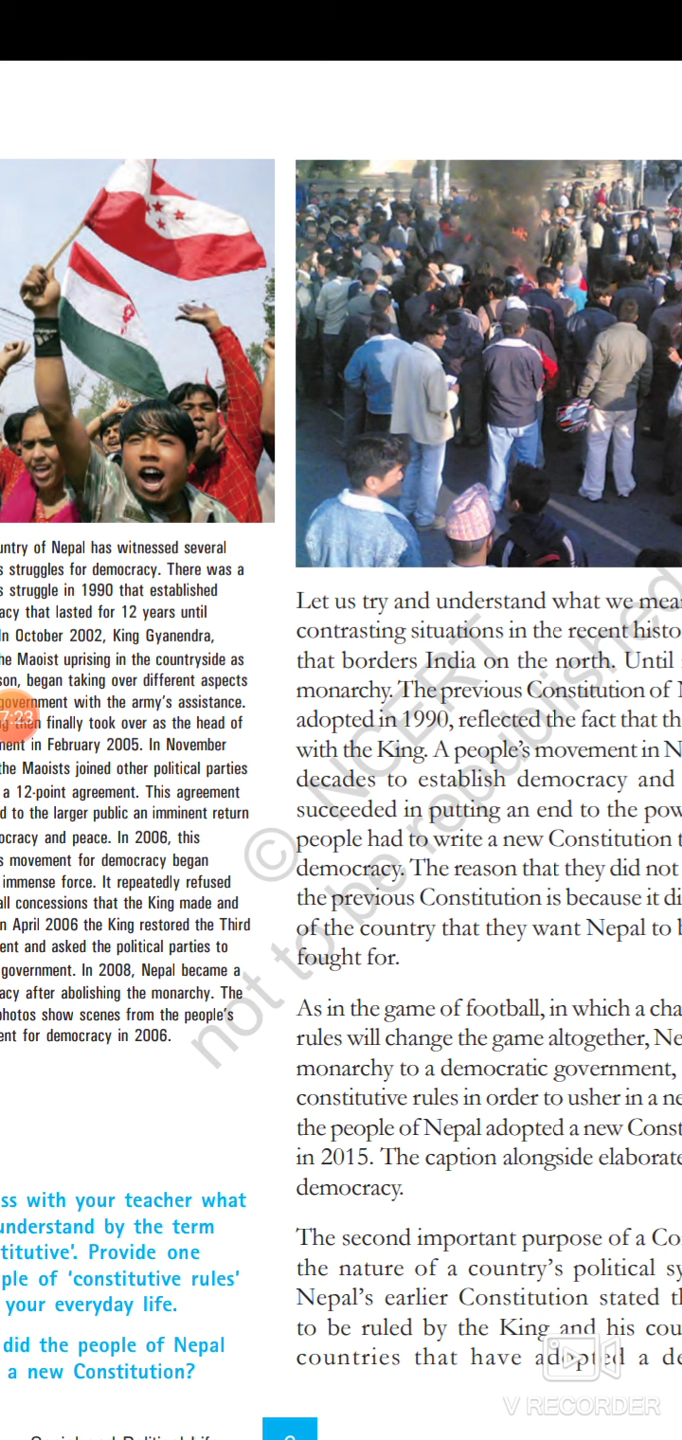 untry of Nepal has witnessed several
s struggles for democracy. There was a
s struggle in 1990 that established
acy that lasted for 12 years until
In October 2002, King Gyanendra,
he Maoist uprising in the countryside as
son, began taking over different aspects
government with the army's assistance.
then finally took over as the head of
ment in February 2005. In November
the Maoists joined other political parties
a 12-point agreement. This agreement
d to the larger public an imminent return
ocracy and peace. In 2006, this
s movement for democracy began
immense force. It repeatedly refused
all concessions that the King made and
n April 2006 the King restored the Third
ent and asked the political parties to
government. In 2008, Nepal became a
acy after abolishing the monarchy. The
photos show scenes from the people's
ent for democracy in 2006.
7:23
ss with your teacher what
understand by the term
titutive'. Provide one
ple of 'constitutive rules'
your everyday life.
did the people of Nepal
a new Constitution?
Let us try and understand what we mea
contrasting situations in the recent histo
that borders India on the north. Until
monarchy. The previous Constitution of N
adopted in 1990, reflected the fact that th
with the King. A people's movement in N
decades to establish democracy and
succeeded in putting an end to the pow
people had to write a new Constitution t
democracy. The reason that they did not
the previous Constitution is because it di
of the country that they want Nepal to b
fought for.
As in the game of football, in which a cha
rules will change the game altogether, Ne
monarchy to a democratic government,
constitutive rules in order to usher in a ne
the people of Nepal adopted a new Const
in 2015. The caption alongside elaborate
democracy.
The second important purpose of a Co
the nature of a country's political sy
Nepal's earlier Constitution stated th
to be ruled by the King and his cou
countries that have adopted a de
© NCERT
not to be republished
V RECORDER